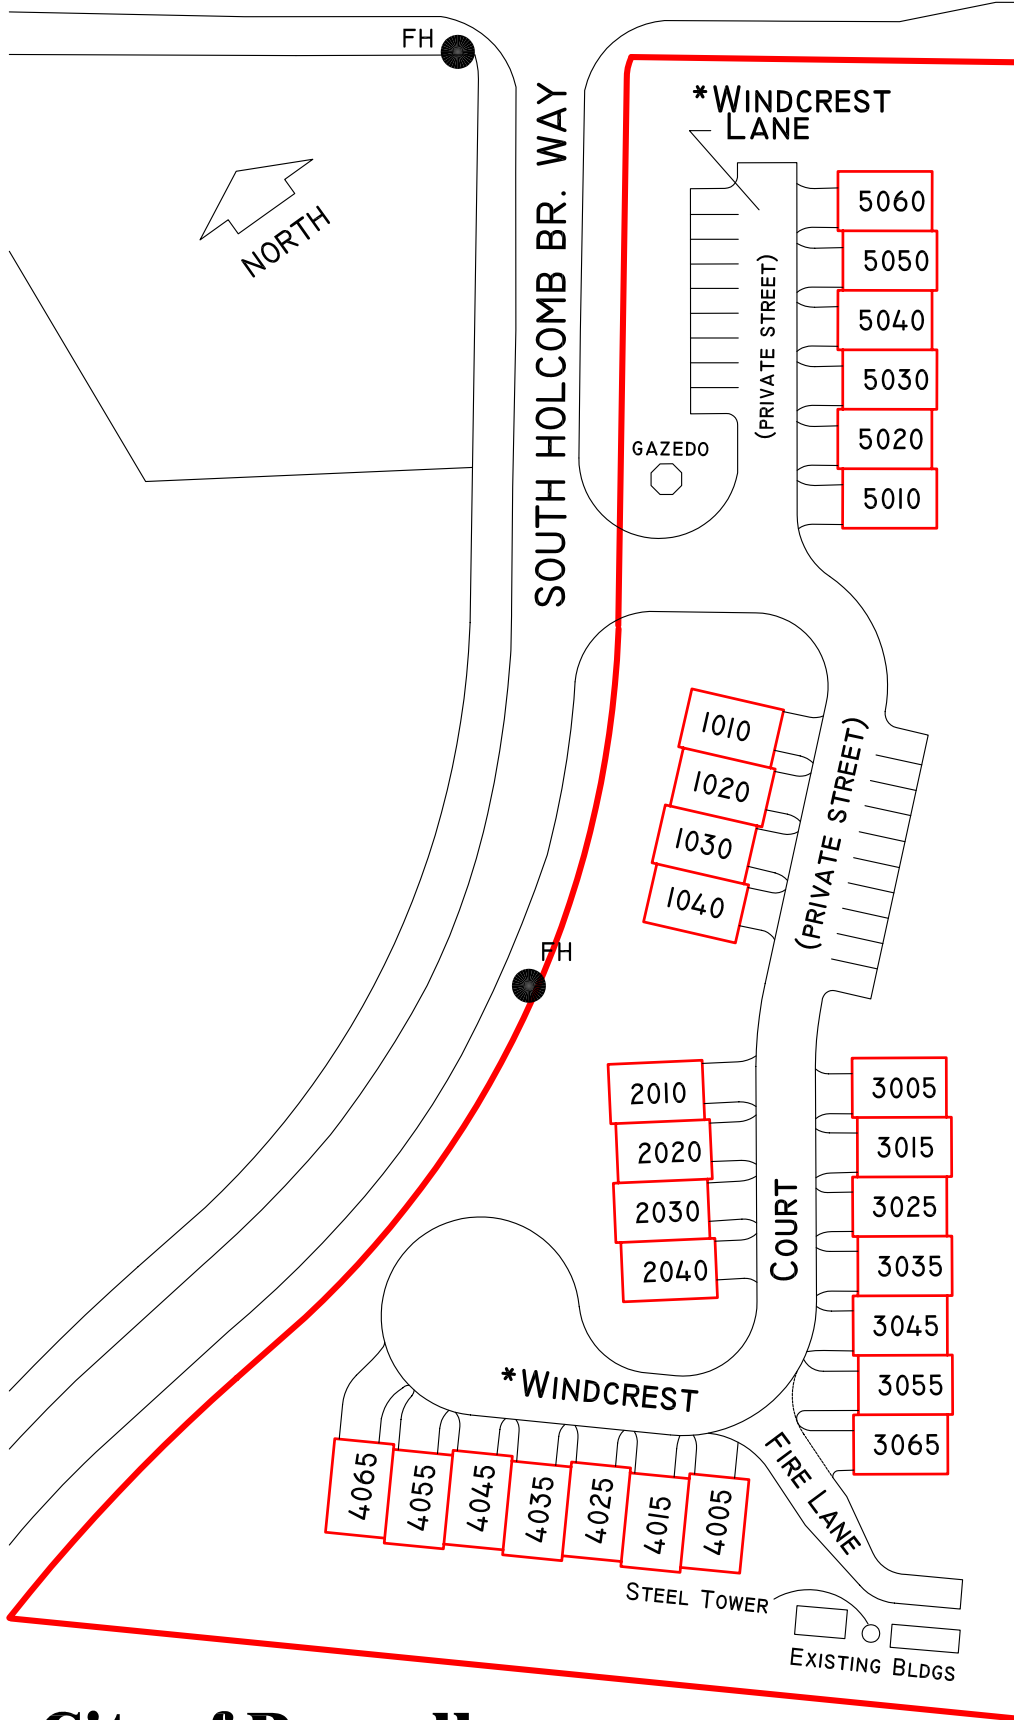 FH
*WINDCREST
LANE
SOUTH HOLCOMB BR. WAY
NORTH
(PRIVATE STREET)
5060
5050
5040
5030
5020
5010
GAZEDO
1010
1020
1030
1040
(PRIVATE STREET)
FH
2010
2020
2030
2040
COURT
3005
3015
3025
3035
3045
3055
3065
*WINDCREST
4065
4055
4045
4035
4025
4015
4005
FIRE LANE
STEEL TOWER
EXISTING BLDGS